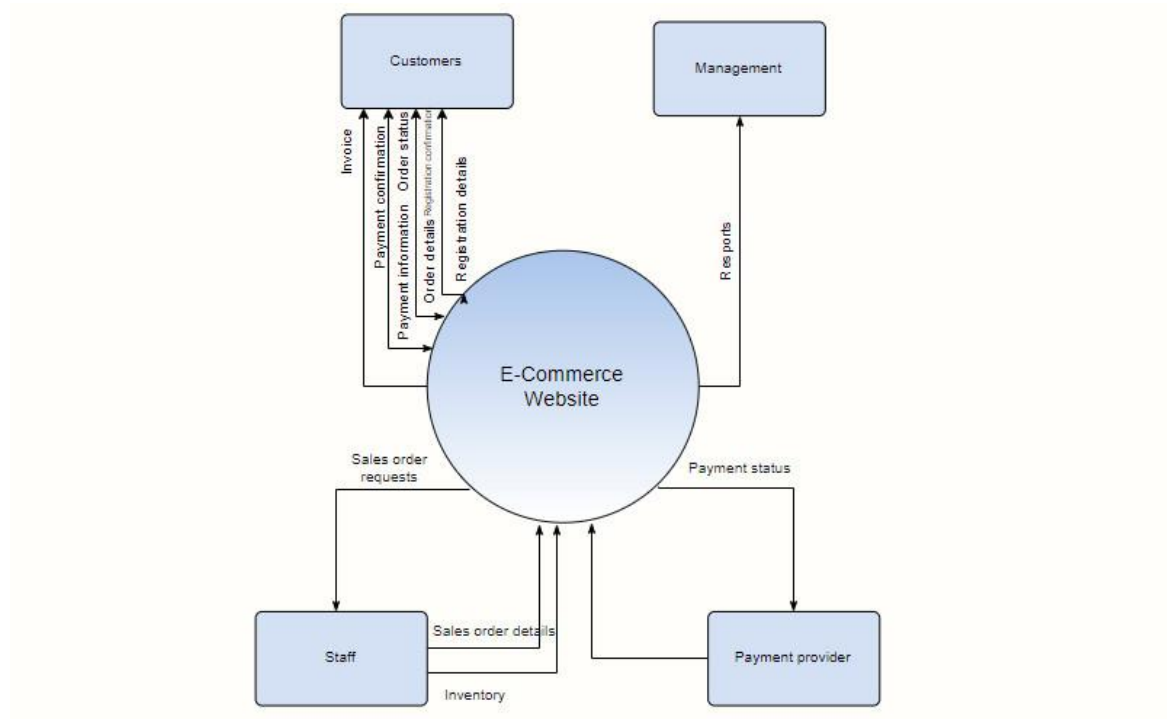 Customers
Management
Invoice
Payment confirmation
Payment information
Order status
Order details
Registration confirmation
Registration details
Resports
E-Commerce
Website
Sales order
requests
Payment status
Staff
Sales order details
Inventory
Payment provider